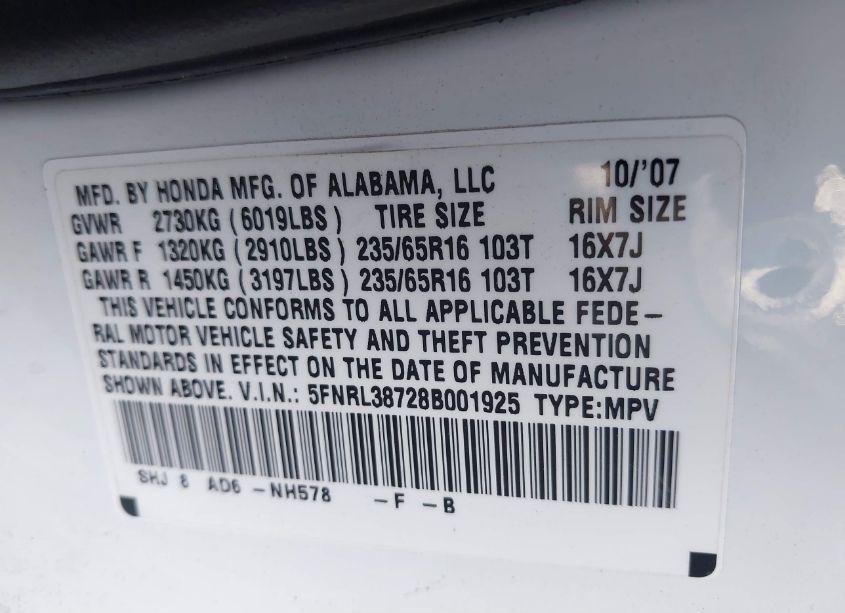 MFD. BY HONDA MFG. OF ALABAMA, LLC 10/'07
GVWR 2730KG (6019LBS) TIRE SIZE RIM SIZE
GAWR F 1320KG (2910LBS) 235/65R16 103T 16X7J
GAWR R 1450KG (3197LBS) 235/65R16 103T 16X7J
THIS VEHICLE CONFORMS TO ALL APPLICABLE FEDE-
RAL MOTOR VEHICLE SAFETY AND THEFT PREVENTION
STANDARDS IN EFFECT ON THE DATE OF MANUFACTURE
SHOWN ABOVE. V.I.N.: 5FNRL38728B001925 TYPE:MPV
SHJ 8 AD6 -NH578 -F -B